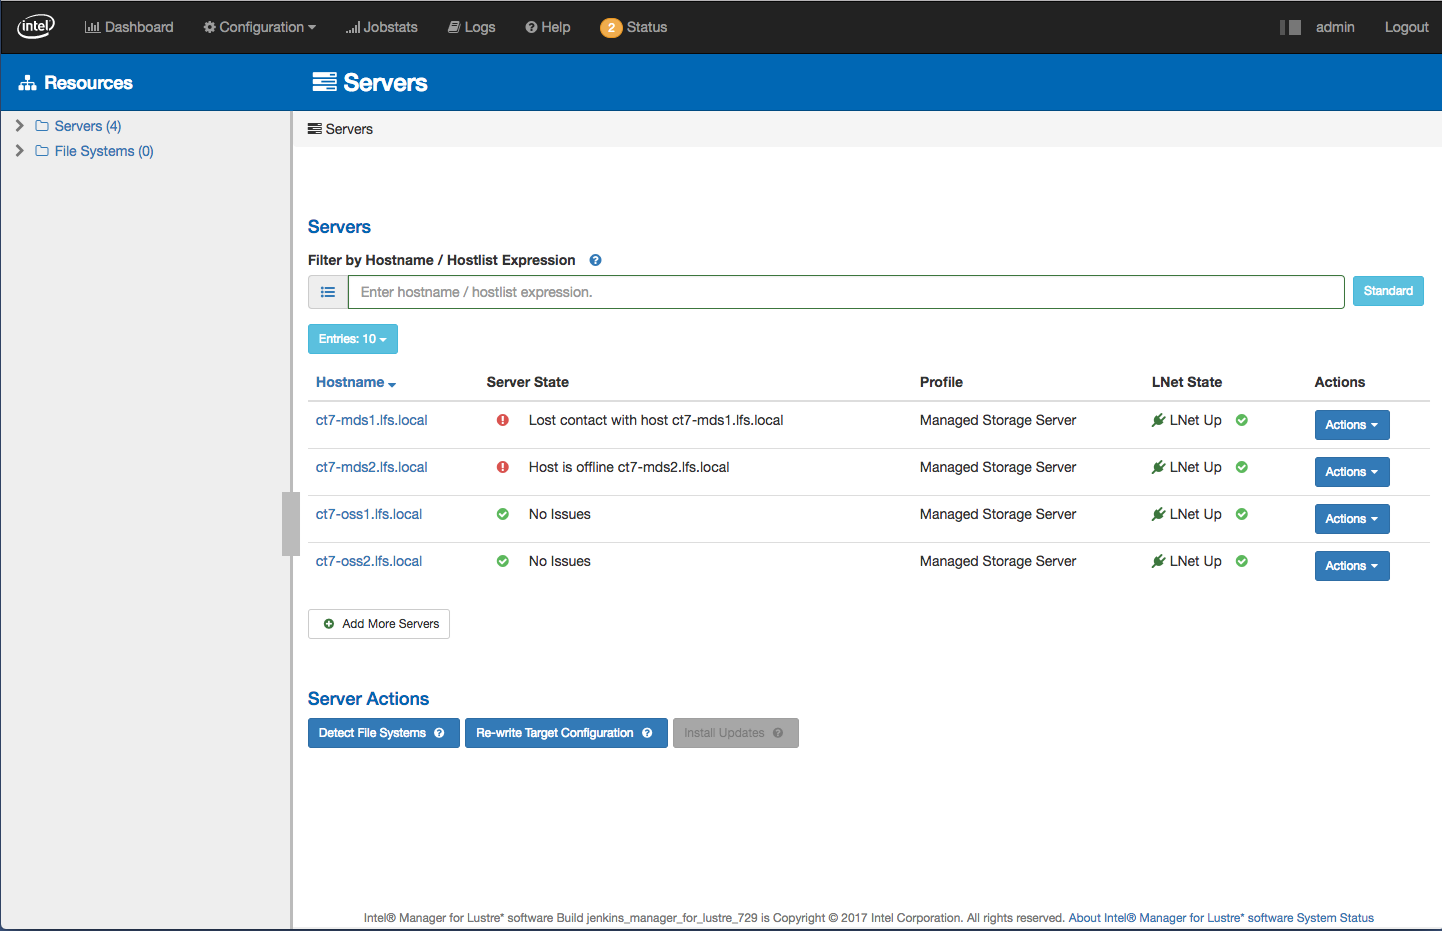 intel Dashboard Configuration Jobstats Logs Help 2 Status admin Logout
Resources
Servers
Servers (4)
File Systems (0)
Servers
Servers
Filter by Hostname / Hostlist Expression
Enter hostname / hostlist expression. Standard
Entries: 10
Hostname Server State Profile LNet State Actions
ct7-mds1.lfs.local Lost contact with host ct7-mds1.lfs.local Managed Storage Server LNet Up Actions
ct7-mds2.lfs.local Host is offline ct7-mds2.lfs.local Managed Storage Server LNet Up Actions
ct7-oss1.lfs.local No Issues Managed Storage Server LNet Up Actions
ct7-oss2.lfs.local No Issues Managed Storage Server LNet Up Actions
Add More Servers
Server Actions
Detect File Systems Re-write Target Configuration Install Updates
Intel® Manager for Lustre* software Build jenkins_manager_for_lustre_729 is Copyright © 2017 Intel Corporation. All rights reserved. About Intel® Manager for Lustre* software System Status